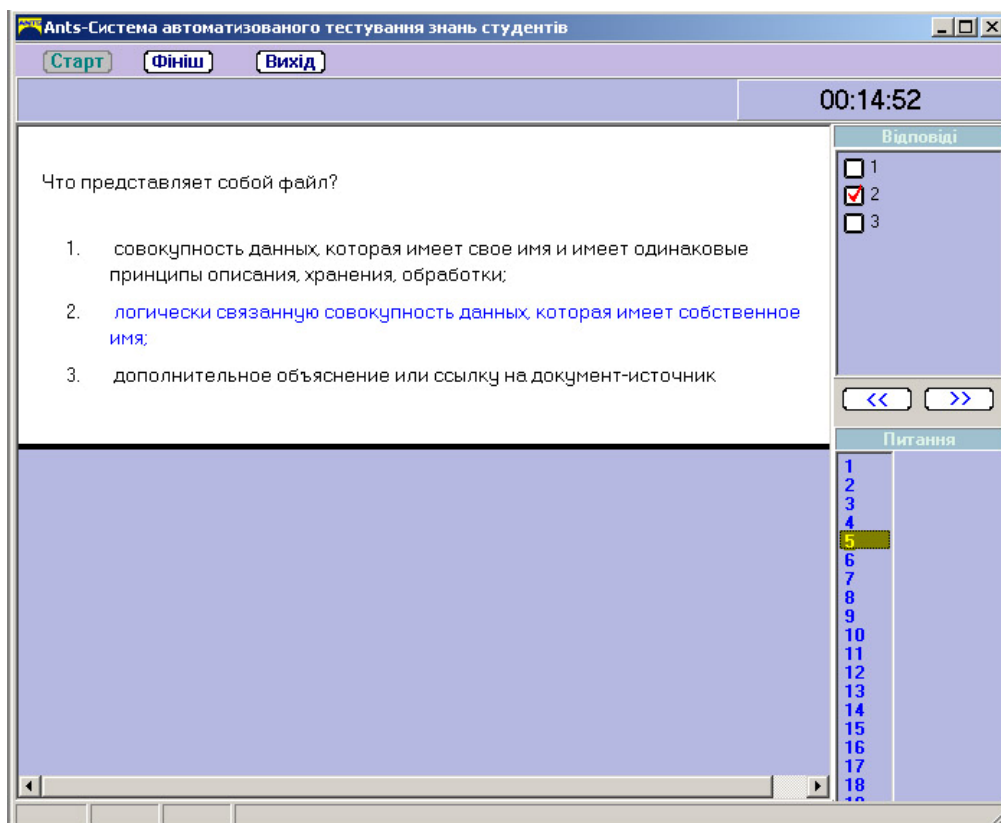 ANTS Ants-Система автоматизованого тестування знань студентів
Старт Фініш Вихід
00:14:52
Відповіді
1
2
3
Что представляет собой файл?
1. совокупность данных, которая имеет свое имя и имеет одинаковые
принципы описания, хранения, обработки;
2. логически связанную совокупность данных, которая имеет собственное
имя;
3. дополнительное объяснение или ссылку на документ-источник
<< >>
Питання
1
2
3
4
5
6
7
8
9
10
11
12
13
14
15
16
17
18